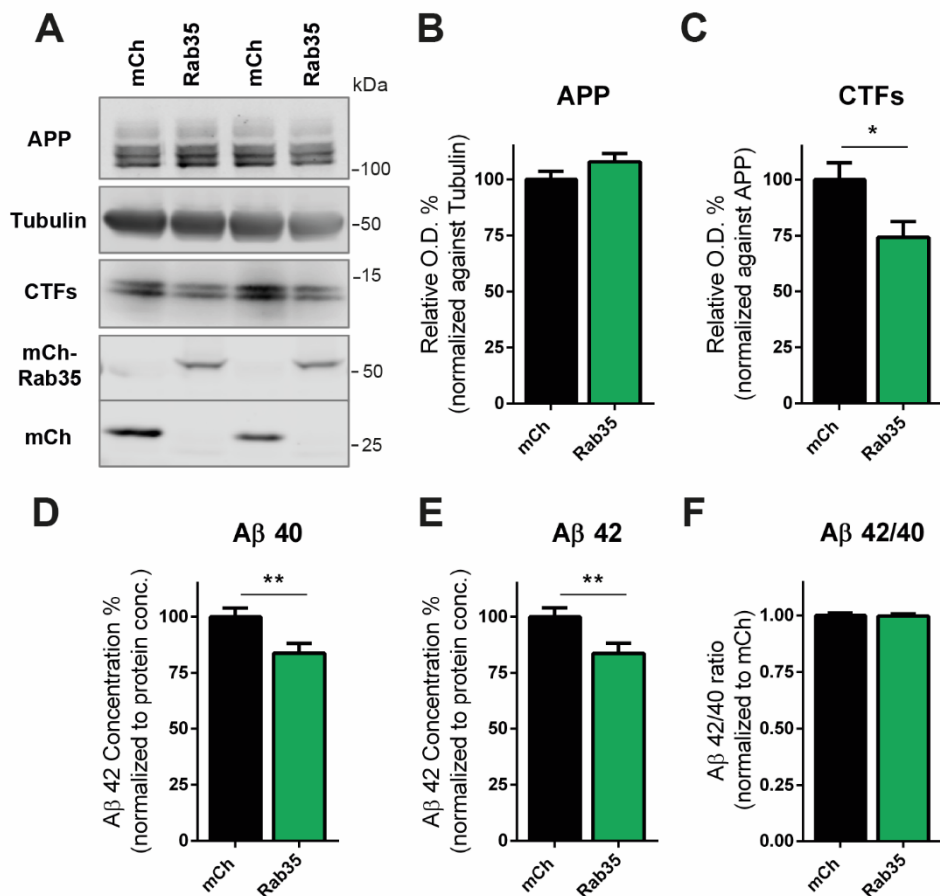 A
mCh
Rab35
mCh
Rab35
kDa
APP
-100
Tubulin
-50
CTFs
-15
mCh-
Rab35
-50
mCh
-25
B
APP
Relative O.D. %
(normalized against Tubulin)
100
75
50
25
0
mCh
Rab35
C
CTFs
*
Relative O.D. %
(normalized against APP)
100
75
50
25
0
mCh
Rab35
D
Aβ 40
**
Aβ 42 Concentration %
(normalized to protein conc.)
100
75
50
25
0
mCh
Rab35
E
Aβ 42
**
Aβ 42 Concentration %
(normalized to protein conc.)
100
75
50
25
0
mCh
Rab35
F
Aβ 42/40
Aβ 42/40 ratio
(normalized to mCh)
1.00
0.75
0.50
0.25
0.00
mCh
Rab35